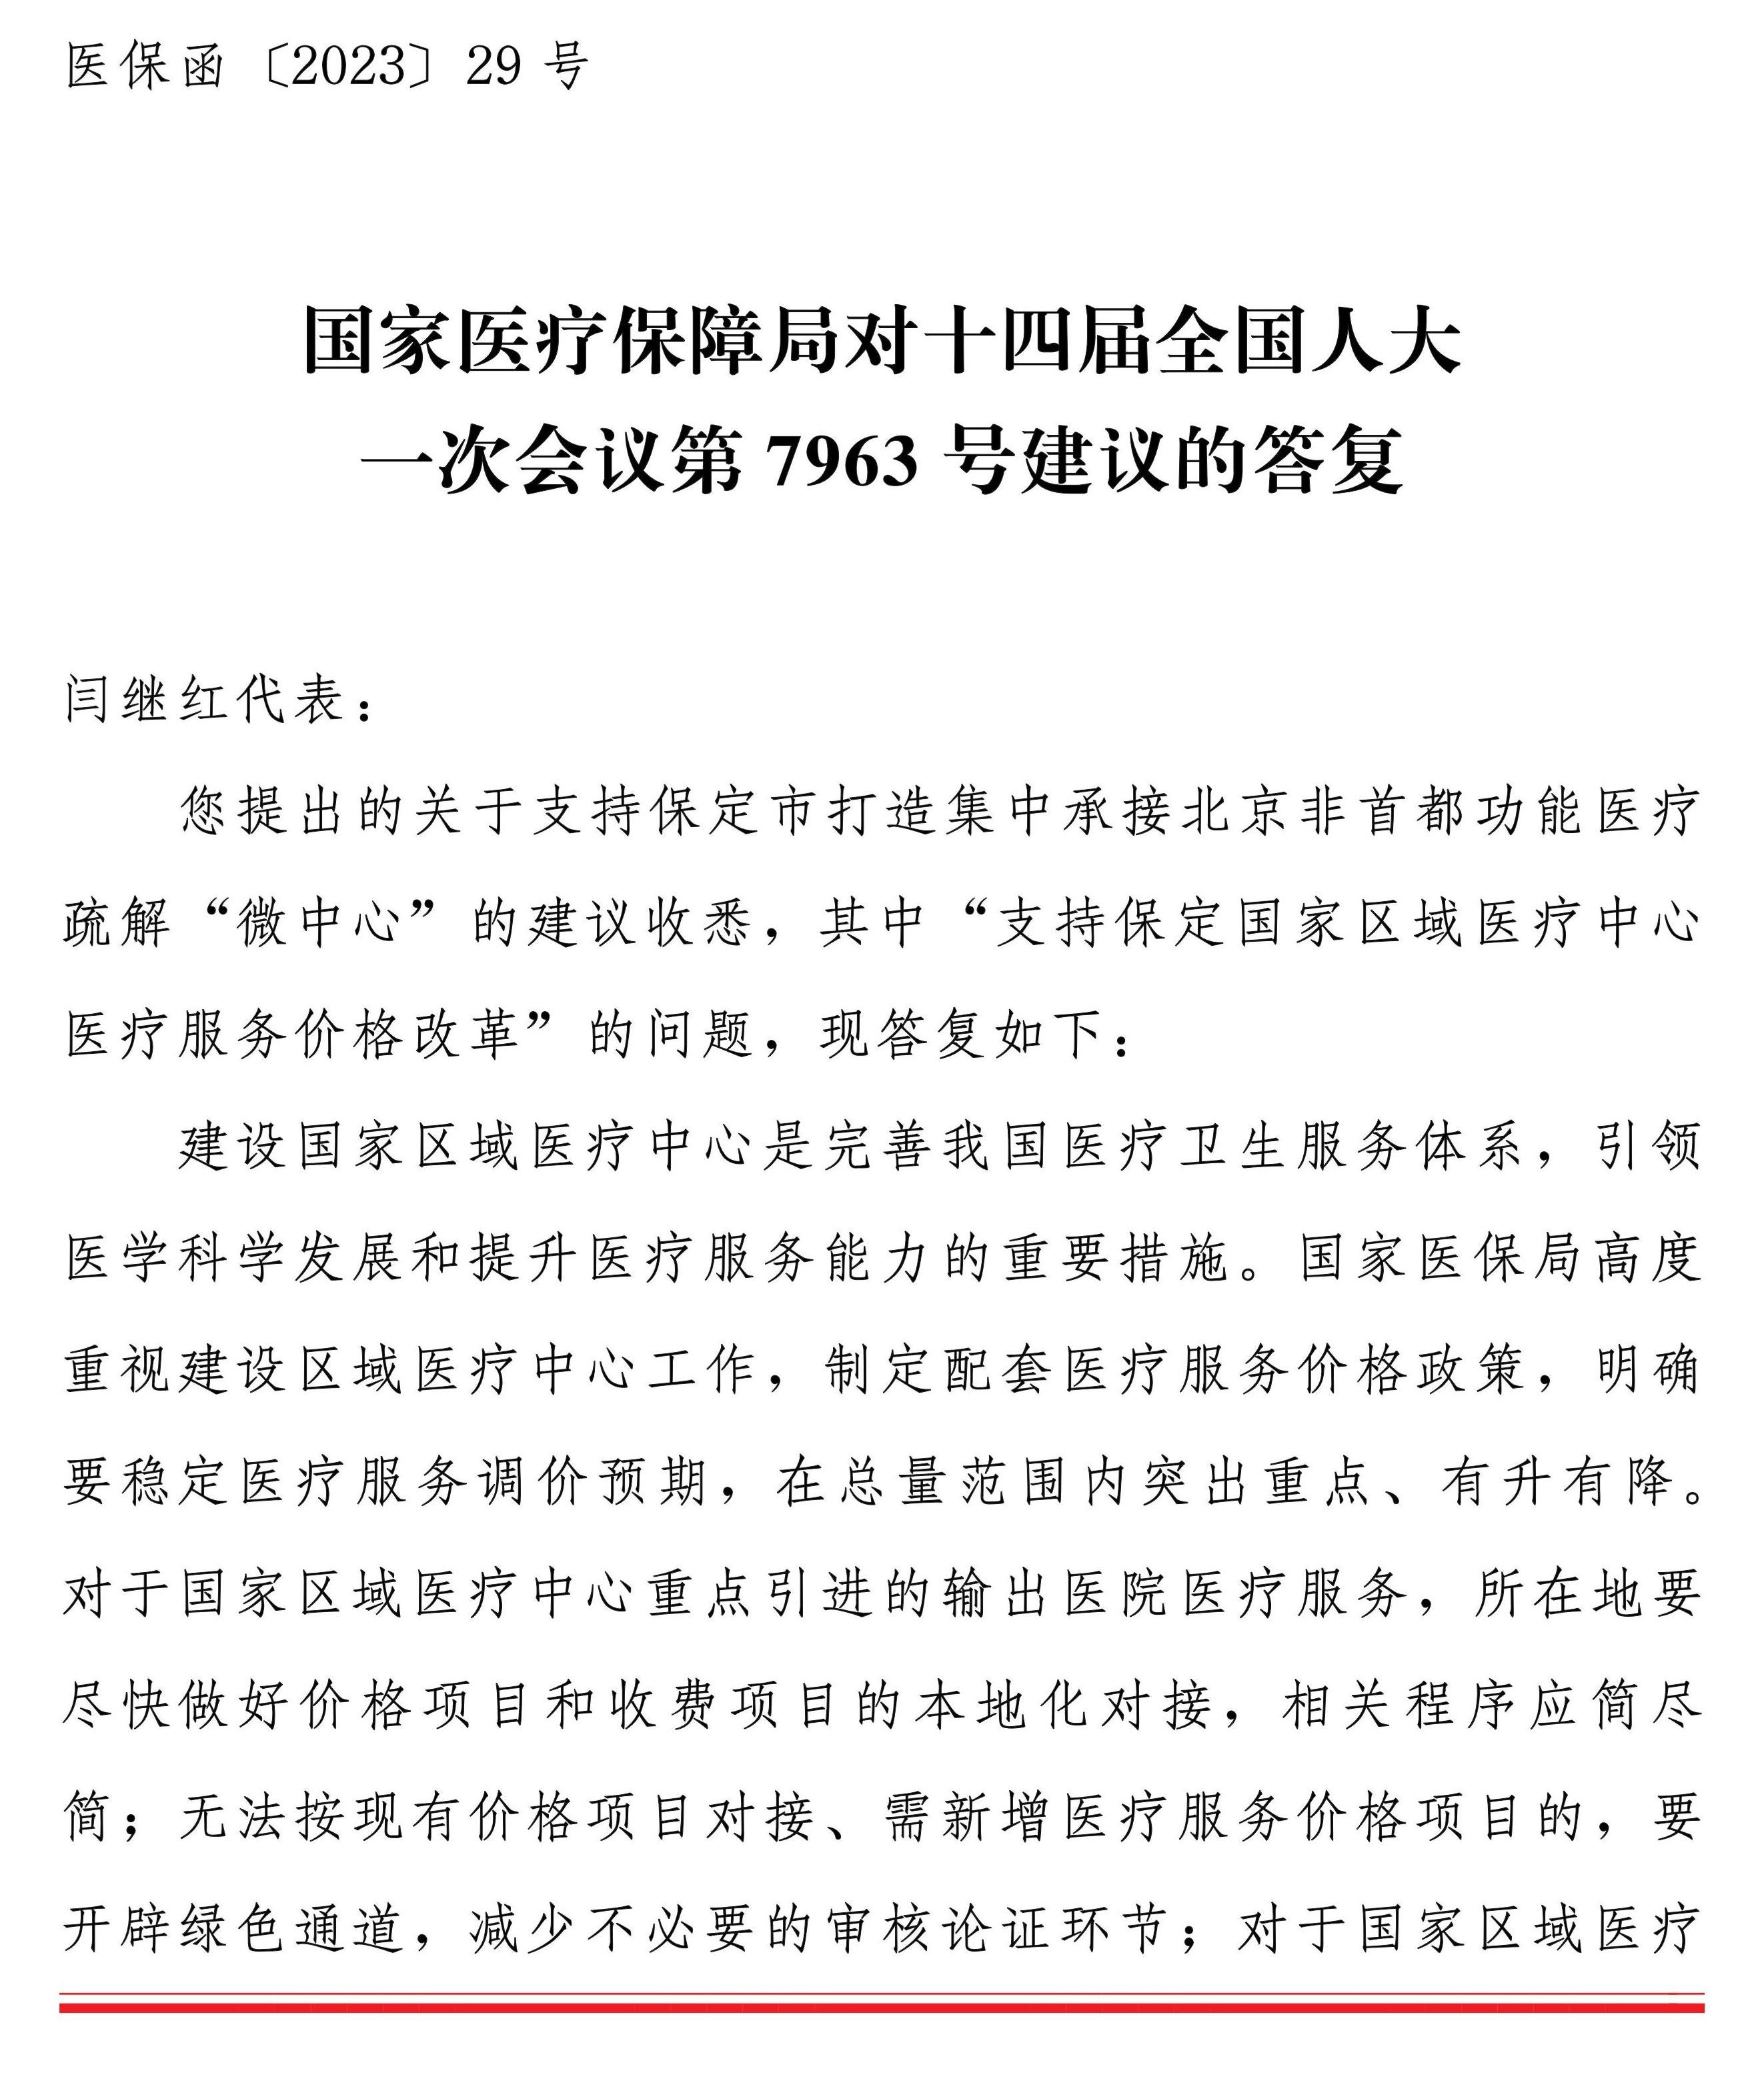 医保函〔2023〕29 号
国家医疗保障局对十四届全国人大
一次会议第 7963 号建议的答复
闫继红代表：
您提出的关于支持保定市打造集中承接北京非首都功能医疗
疏解“微中心”的建议收悉，其中“支持保定国家区域医疗中心
医疗服务价格改革”的问题，现答复如下：
建设国家区域医疗中心是完善我国医疗卫生服务体系，引领
医学科学发展和提升医疗服务能力的重要措施。国家医保局高度
重视建设区域医疗中心工作，制定配套医疗服务价格政策，明确
要稳定医疗服务调价预期，在总量范围内突出重点、有升有降。
对于国家区域医疗中心重点引进的输出医院医疗服务，所在地要
尽快做好价格项目和收费项目的本地化对接，相关程序应简尽
简；无法按现有价格项目对接、需新增医疗服务价格项目的，要
开辟绿色通道，减少不必要的审核论证环节；对于国家区域医疗